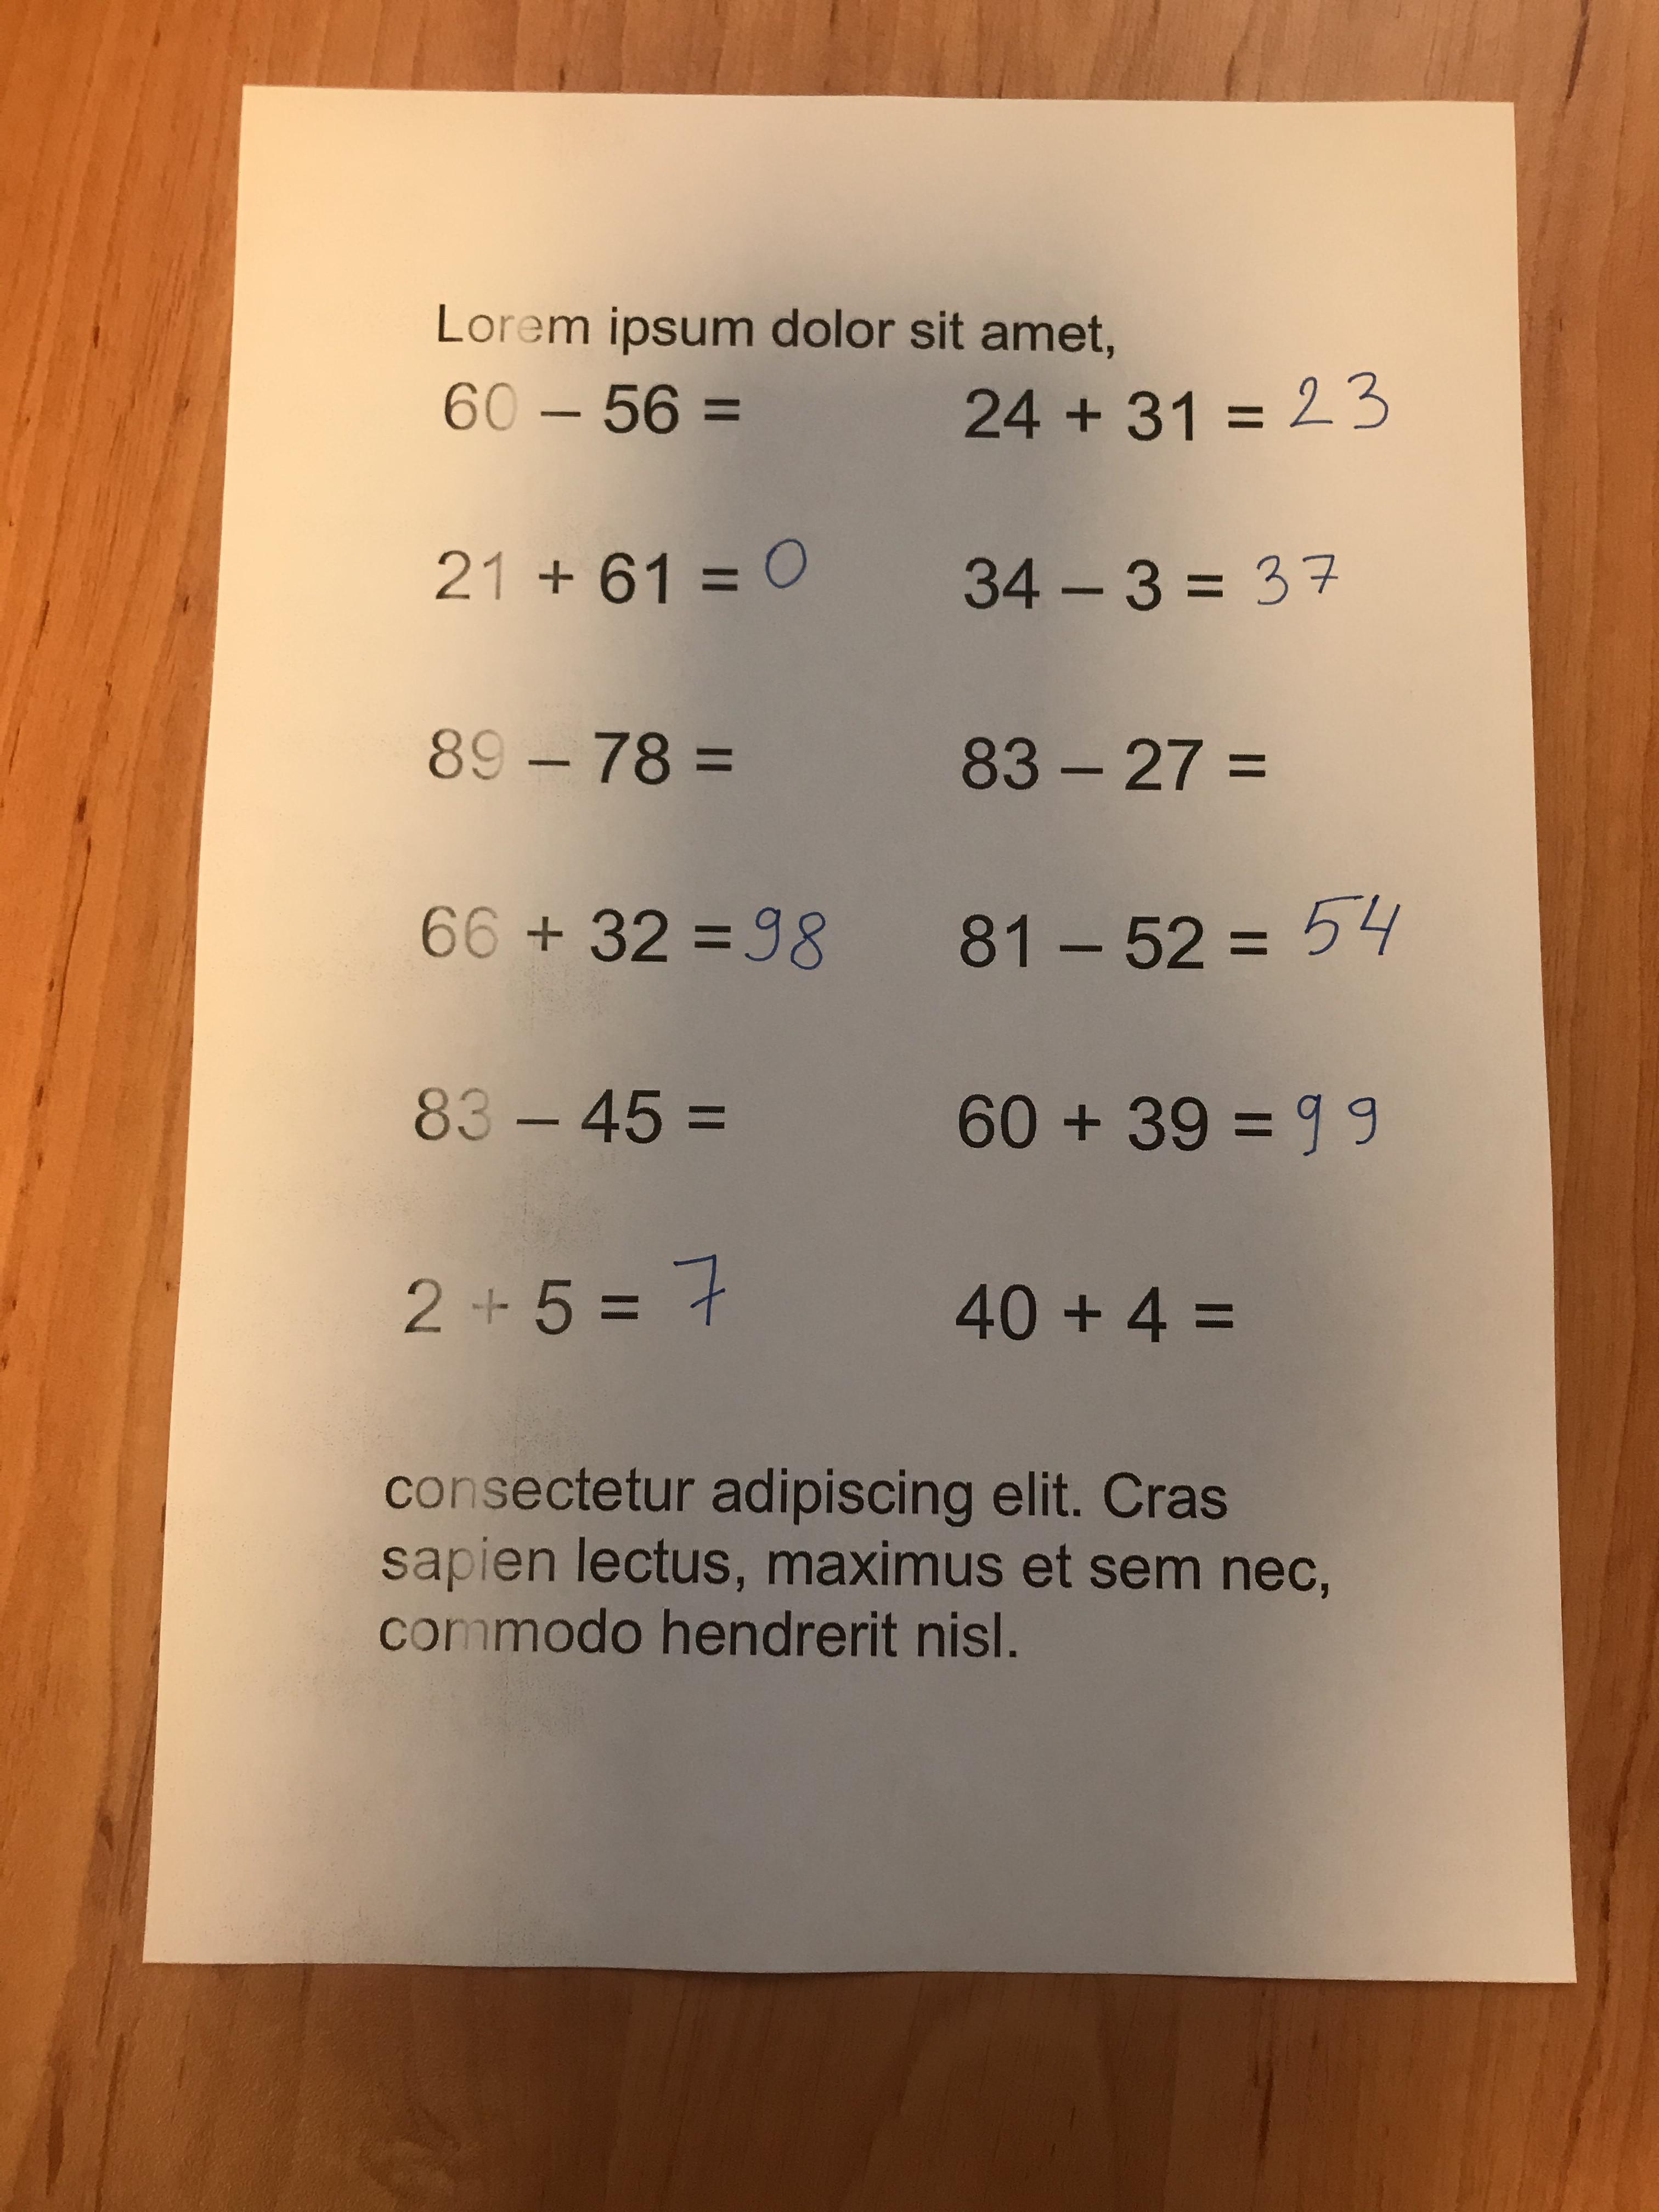 Lorem ipsum dolor sit amet,
60 – 56 = 24 + 31 = 23
21 + 61 = 0 34 – 3 = 37
89 – 78 = 83 – 27 =
66 + 32 = 98 81 – 52 = 54
83 – 45 = 60 + 39 = 99
2 + 5 = 7 40 + 4 =
consectetur adipiscing elit. Cras
sapien lectus, maximus et sem nec,
commodo hendrerit nisl.